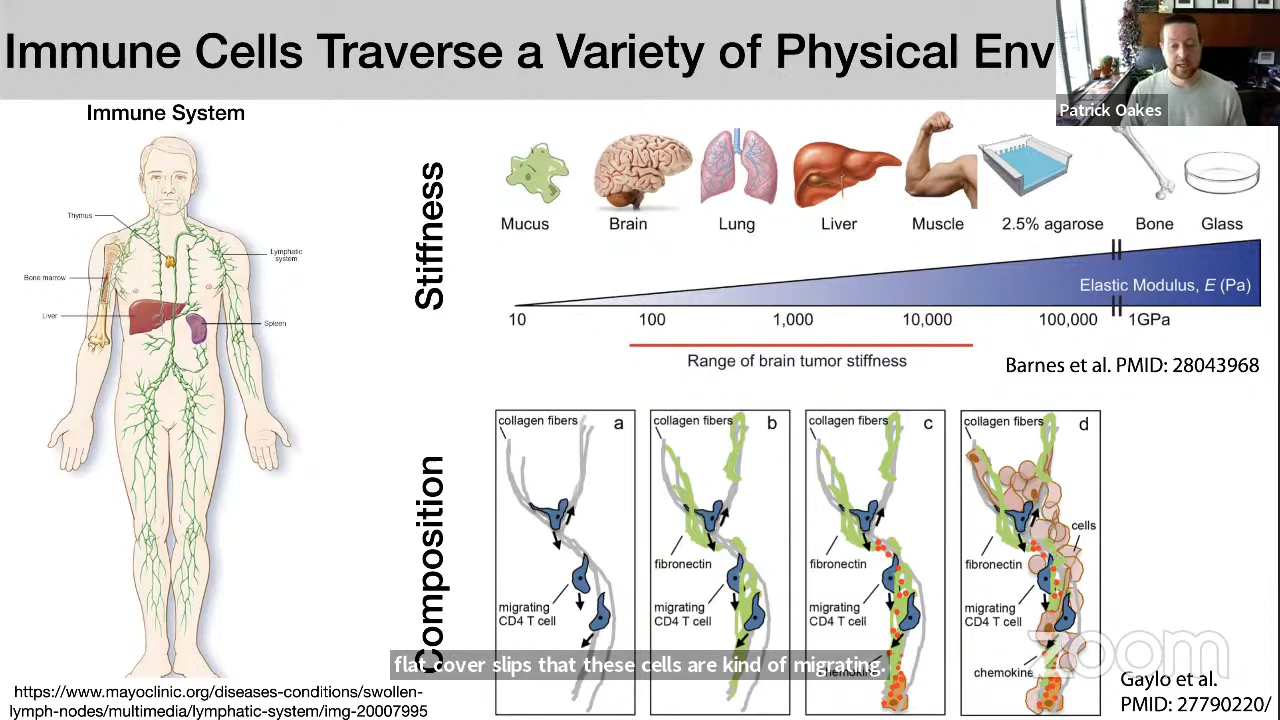 Immune Cells Traverse a Variety of Physical Env
Patrick Oakes
Immune System
Thymus
Lymphatic
system
Bone marrow
Liver
Spleen
https://www.mayoclinic.org/diseases-conditions/swollen-
lymph-nodes/multimedia/lymphatic-system/img-20007995
Stiffness
Mucus
Brain
Lung
Liver
Muscle
2.5% agarose
Bone
Glass
Elastic Modulus, E (Pa)
10
100
1,000
10,000
100,000
1GPa
Range of brain tumor stiffness
Barnes et al. PMID: 28043968
Composition
collagen fibers
a
migrating
CD4 T cell
collagen fibers
b
fibronectin
migrating
CD4 T cell
collagen fibers
c
fibronectin
migrating
CD4 T cell
chemokine
collagen fibers
d
cells
fibronectin
migrating
CD4 T cell
chemokine
flat cover slips that these cells are kind of migrating.
zoom
Gaylo et al.
PMID: 27790220/